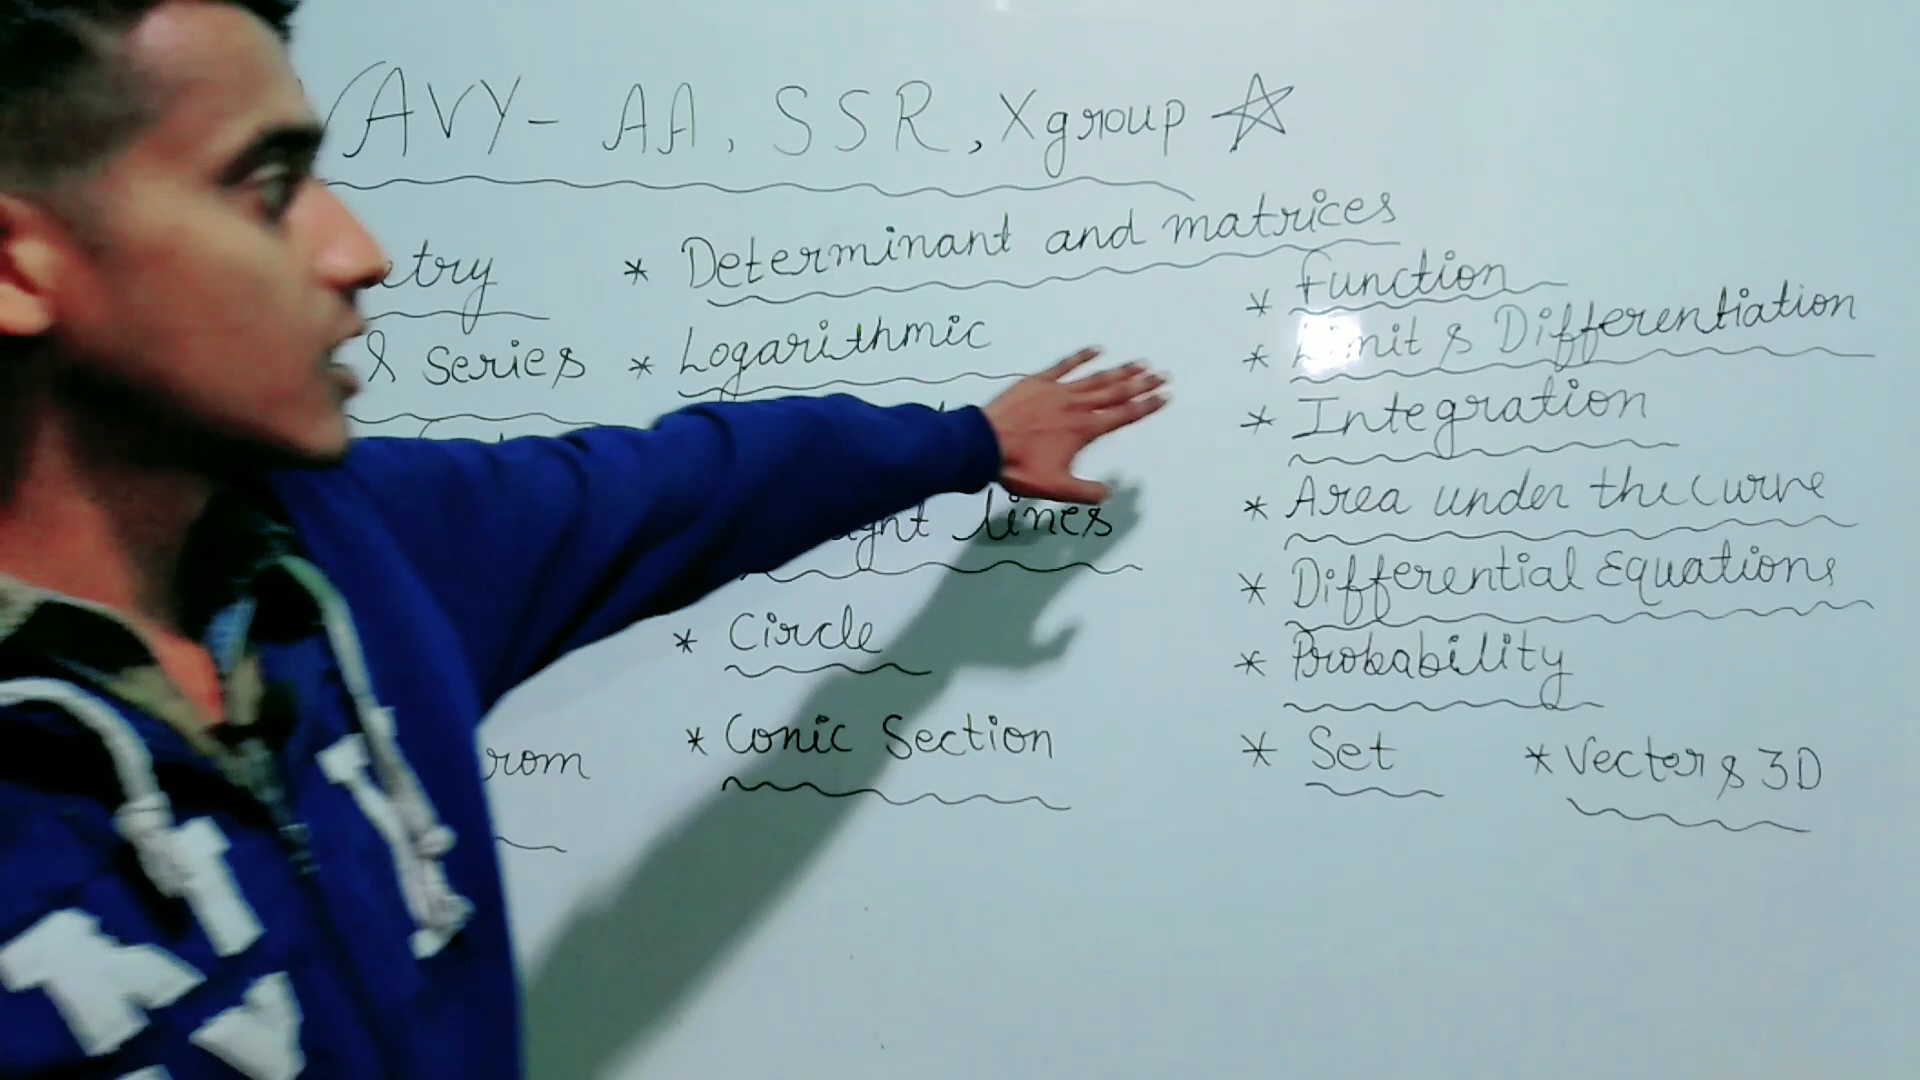 AVY- AA, SSR, Xgroup
etry
& Series
rom
* Determinant and matrices
* Logarithmic
ght lines
* Circle
* Conic Section
* Function
* Limit & Differentiation
* Integration
* Area under the curve
* Differential Equations
* Probability
* Set * Vector & 3D